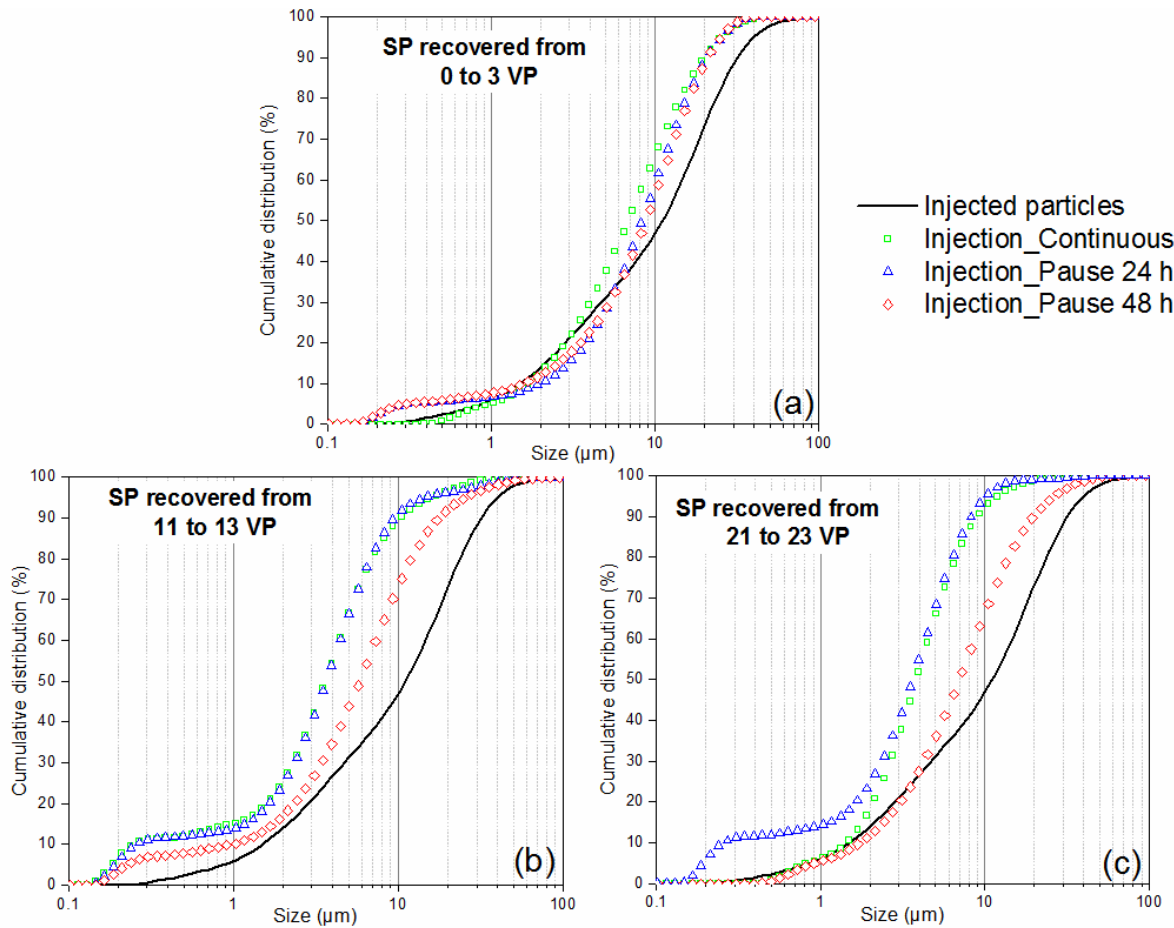 100
90
80
70
60
50
40
30
20
10
0
Cumulative distribution (%)
SP recovered from
0 to 3 VP
(a)
0.1 1 10 100
Size (µm)
Injected particles
Injection_Continuous
Injection_Pause 24 h
Injection_Pause 48 h
100
90
80
70
60
50
40
30
20
10
0
Cumulative distribution (%)
SP recovered from
11 to 13 VP
(b)
0.1 1 10 100
Size (µm)
100
90
80
70
60
50
40
30
20
10
0
Cumulative distribution (%)
SP recovered from
21 to 23 VP
(c)
0.1 1 10 100
Size (µm)